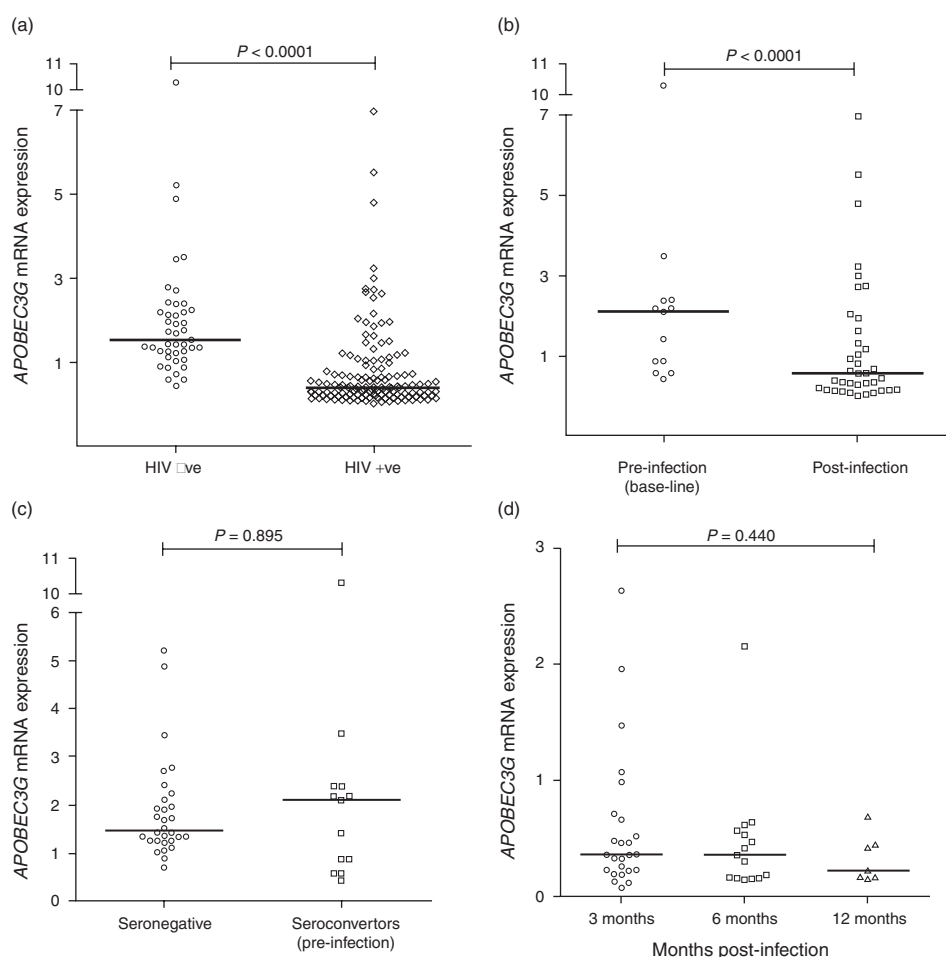 (a)
P < 0.0001
11
10
7
5
3
1
APOBEC3G mRNA expression
HIV □ve
HIV +ve
(b)
P < 0.0001
11
10
7
5
3
1
APOBEC3G mRNA expression
Pre-infection
(base-line)
Post-infection
(c)
P = 0.895
11
10
6
5
4
3
2
1
0
APOBEC3G mRNA expression
Seronegative
Seroconvertors
(pre-infection)
(d)
P = 0.440
3
2
1
0
APOBEC3G mRNA expression
3 months
6 months
12 months
Months post-infection